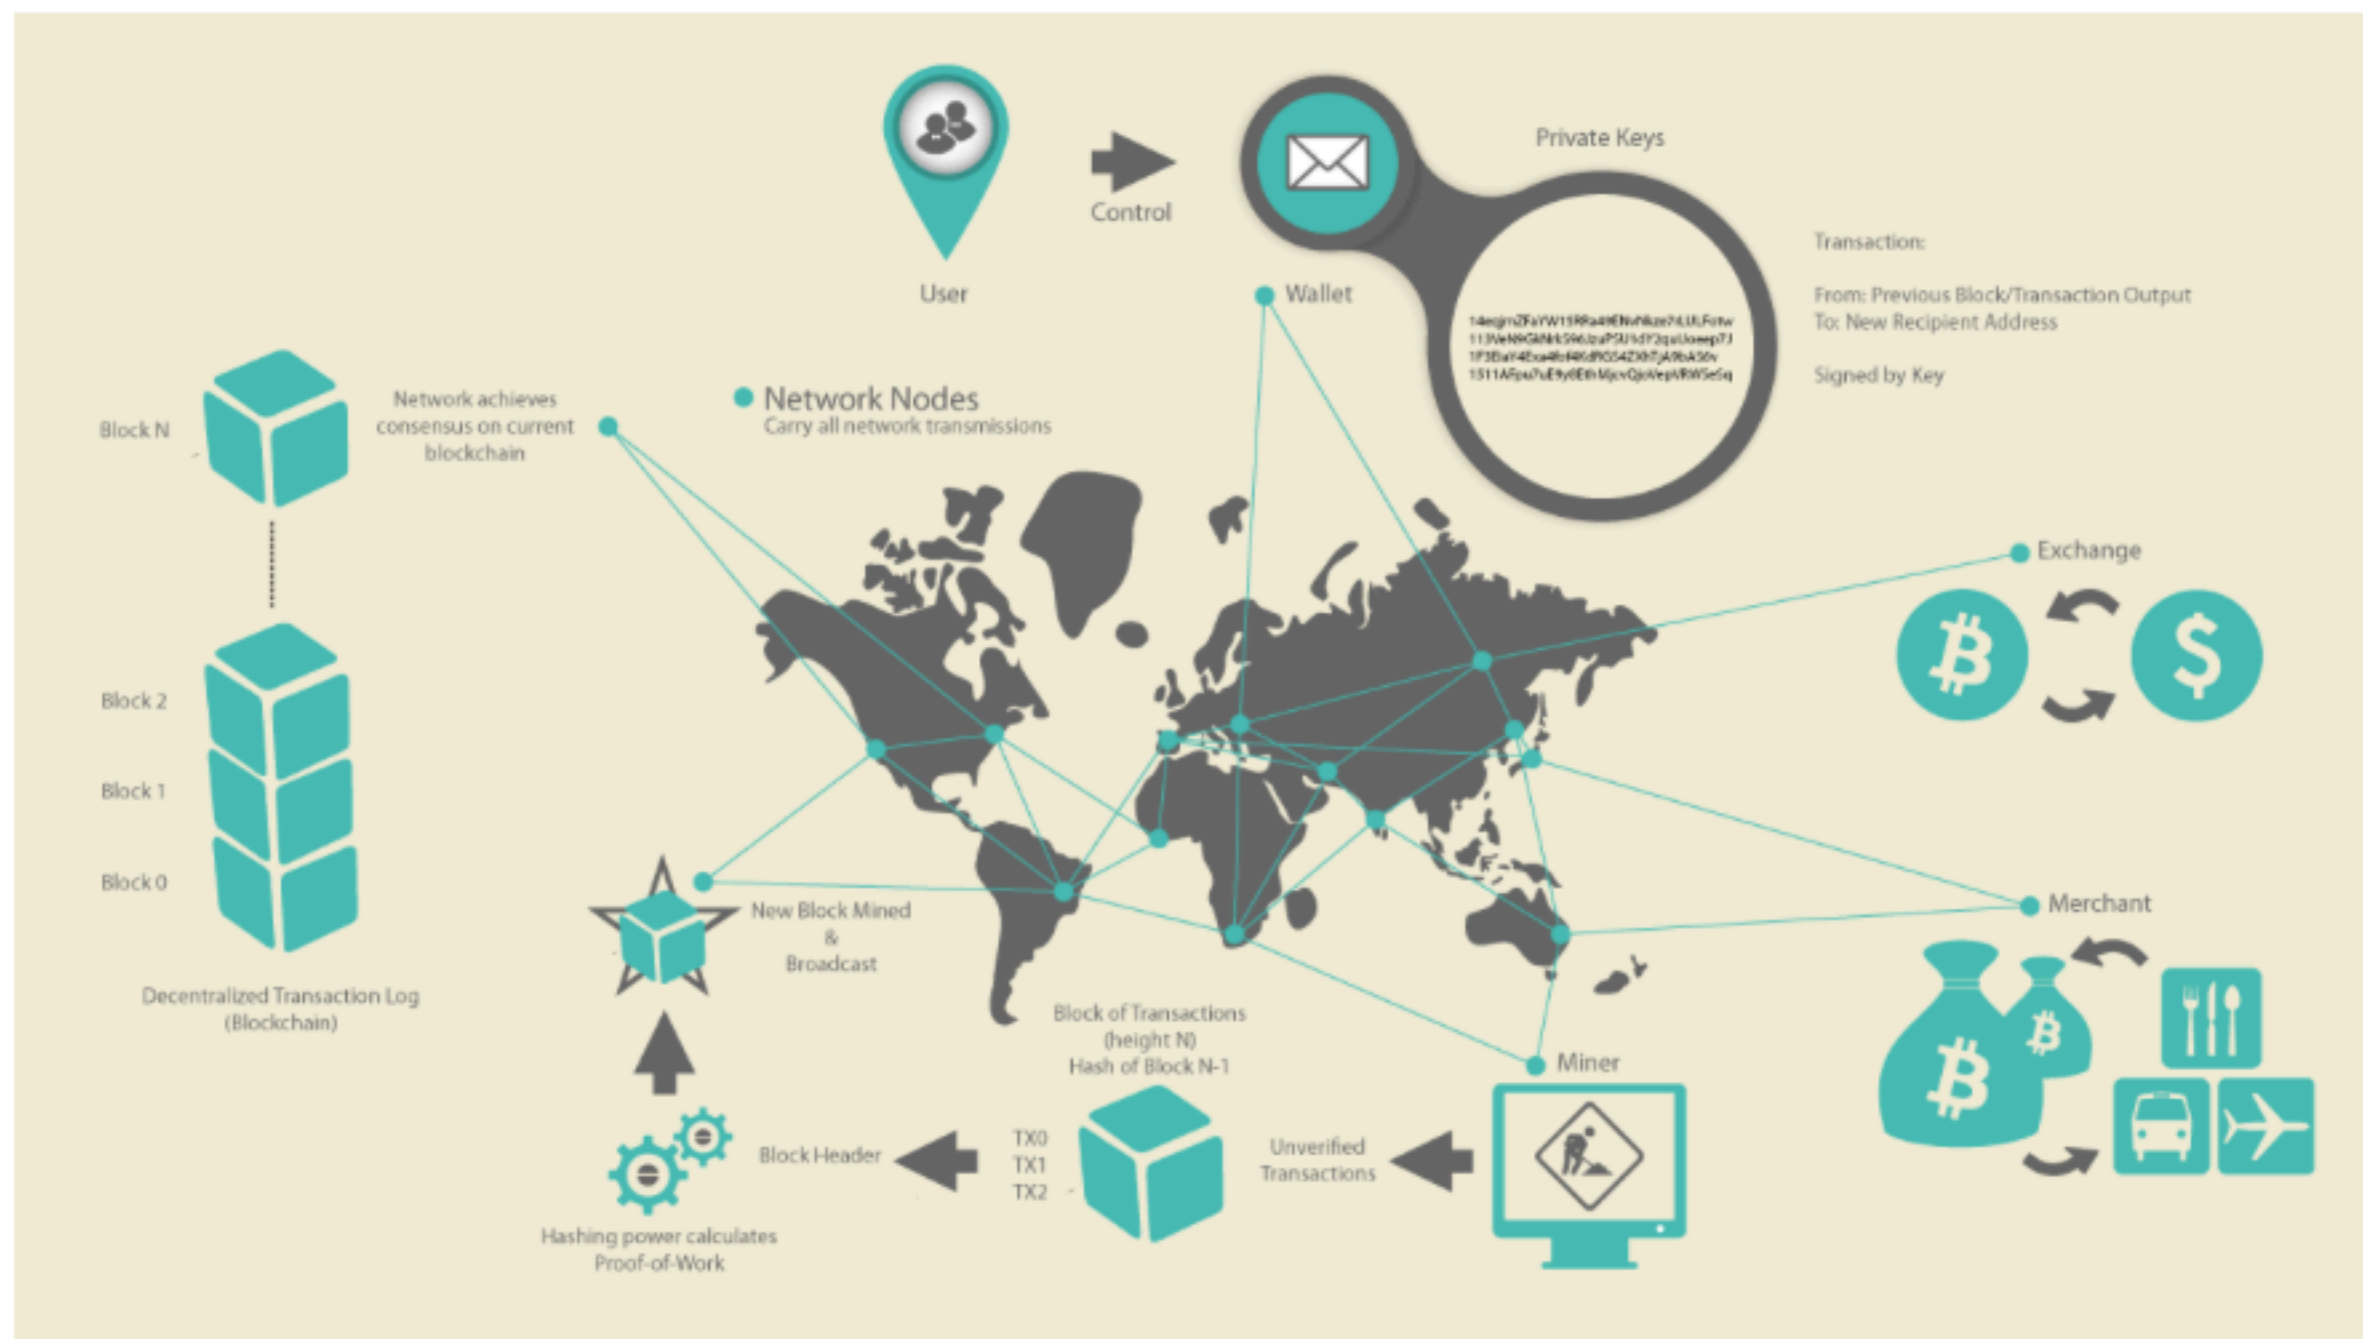 User
Control
Private Keys
Wallet
Transaction:
From: Previous Block/Transaction Output
To: New Recipient Address
Signed by Key
Block N
Network achieves
consensus on current
blockchain
Network Nodes
Carry all network transmissions
Exchange
Block 2
Block 1
Block 0
Decentralized Transaction Log
(Blockchain)
New Block Mined
&
Broadcast
Merchant
Block of Transactions
(height N)
Hash of Block N-1
Miner
TX0
TX1
TX2
Block Header
Unverified
Transactions
Hashing power calculates
Proof-of-Work